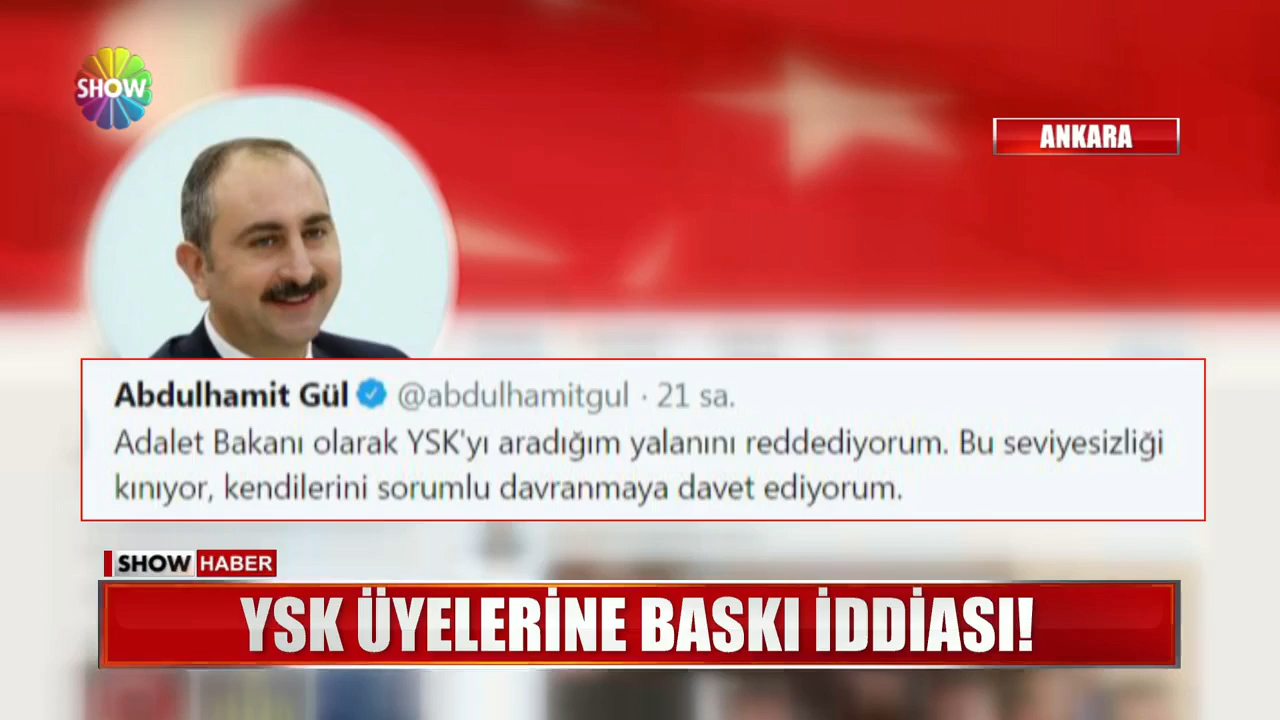 SHOW
ANKARA
Abdulhamit Gül @abdulhamitgul · 21 sa.
Adalet Bakanı olarak YSK'yı aradığım yalanını reddediyorum. Bu seviyesizliği
kınıyor, kendilerini sorumlu davranmaya davet ediyorum.
SHOW HABER
YSK ÜYELERİNE BASKI İDDİASI!